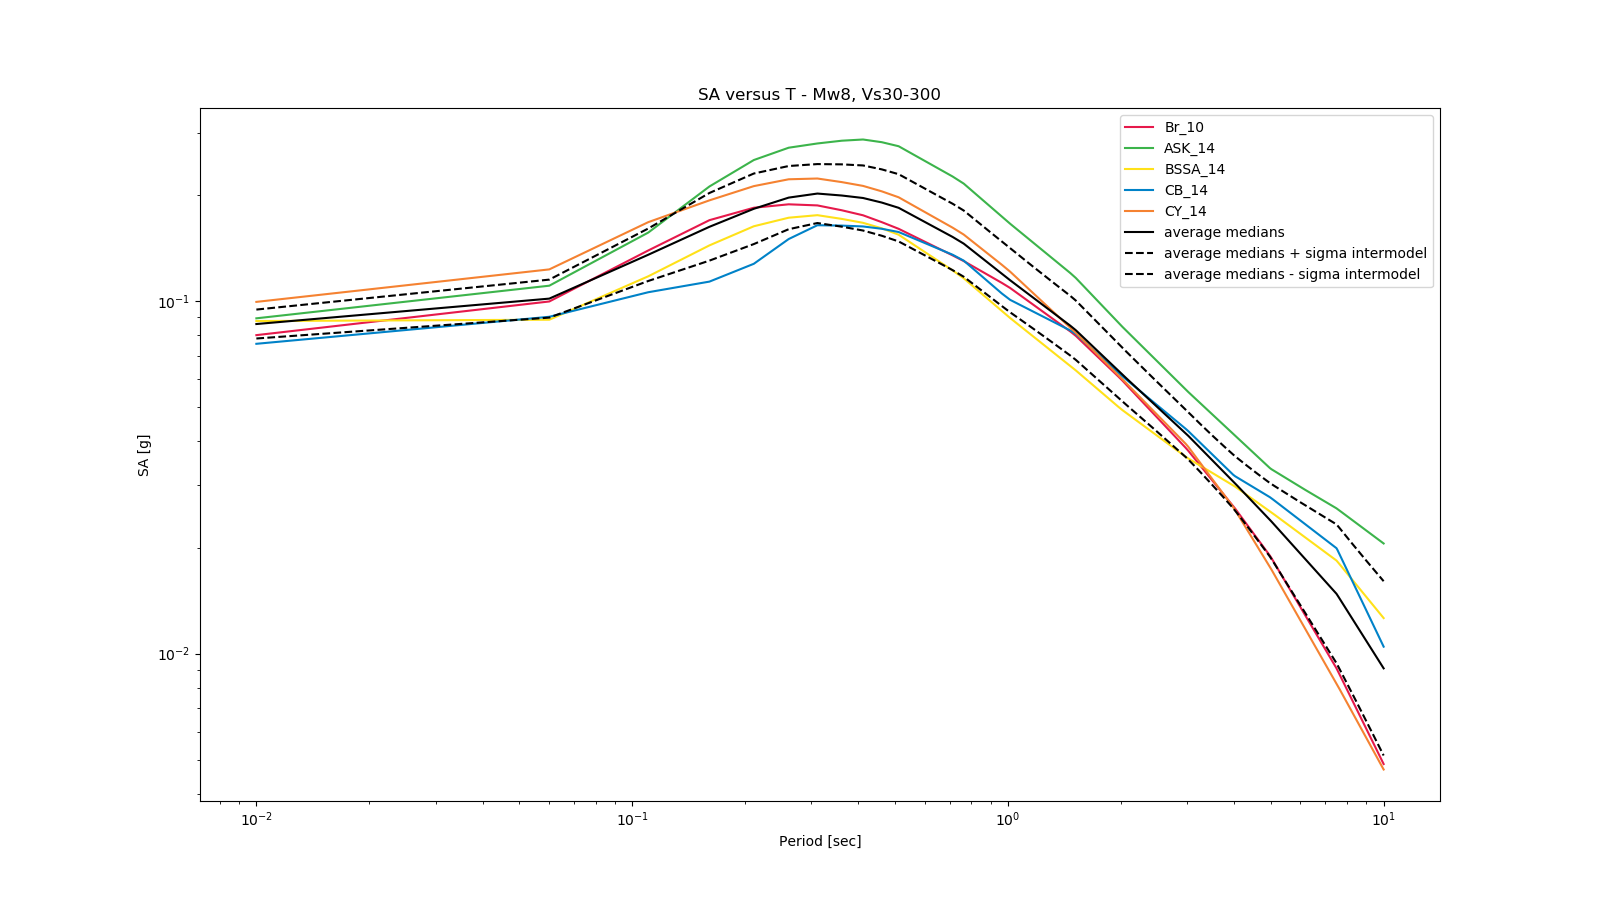 SA versus T - Mw8, Vs30-300
Br_10
ASK_14
BSSA_14
CB_14
CY_14
average medians
average medians + sigma intermodel
average medians - sigma intermodel
SA [g]
10⁻¹
10⁻²
10⁻² 10⁻¹ 10⁰ 10¹
Period [sec]